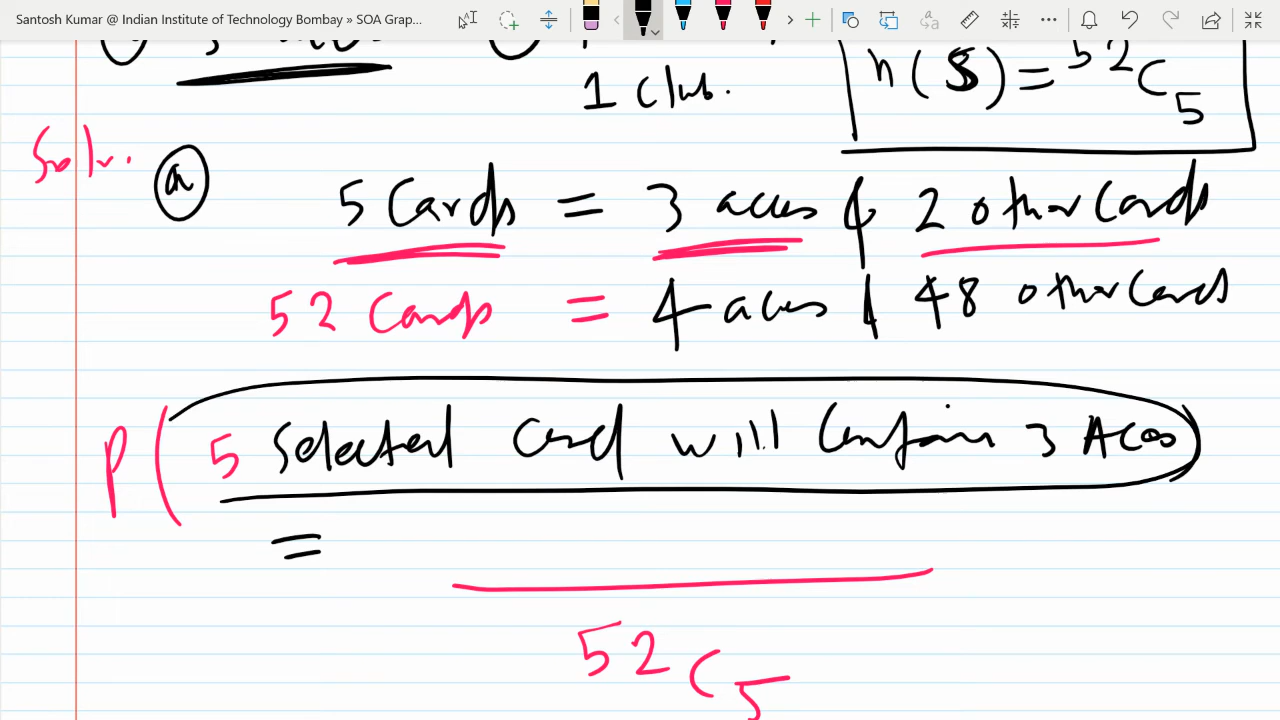 Santosh Kumar @ Indian Institute of Technology Bombay » SOA Grap...
1 club.
n(S) = 52C5
Soln.
a
5 Cards = 3 aces & 2 other Cards
52 Cards = 4 aces & 48 other Cards
P(5 Selected Card will Contain 3 Aces)
=
52C5